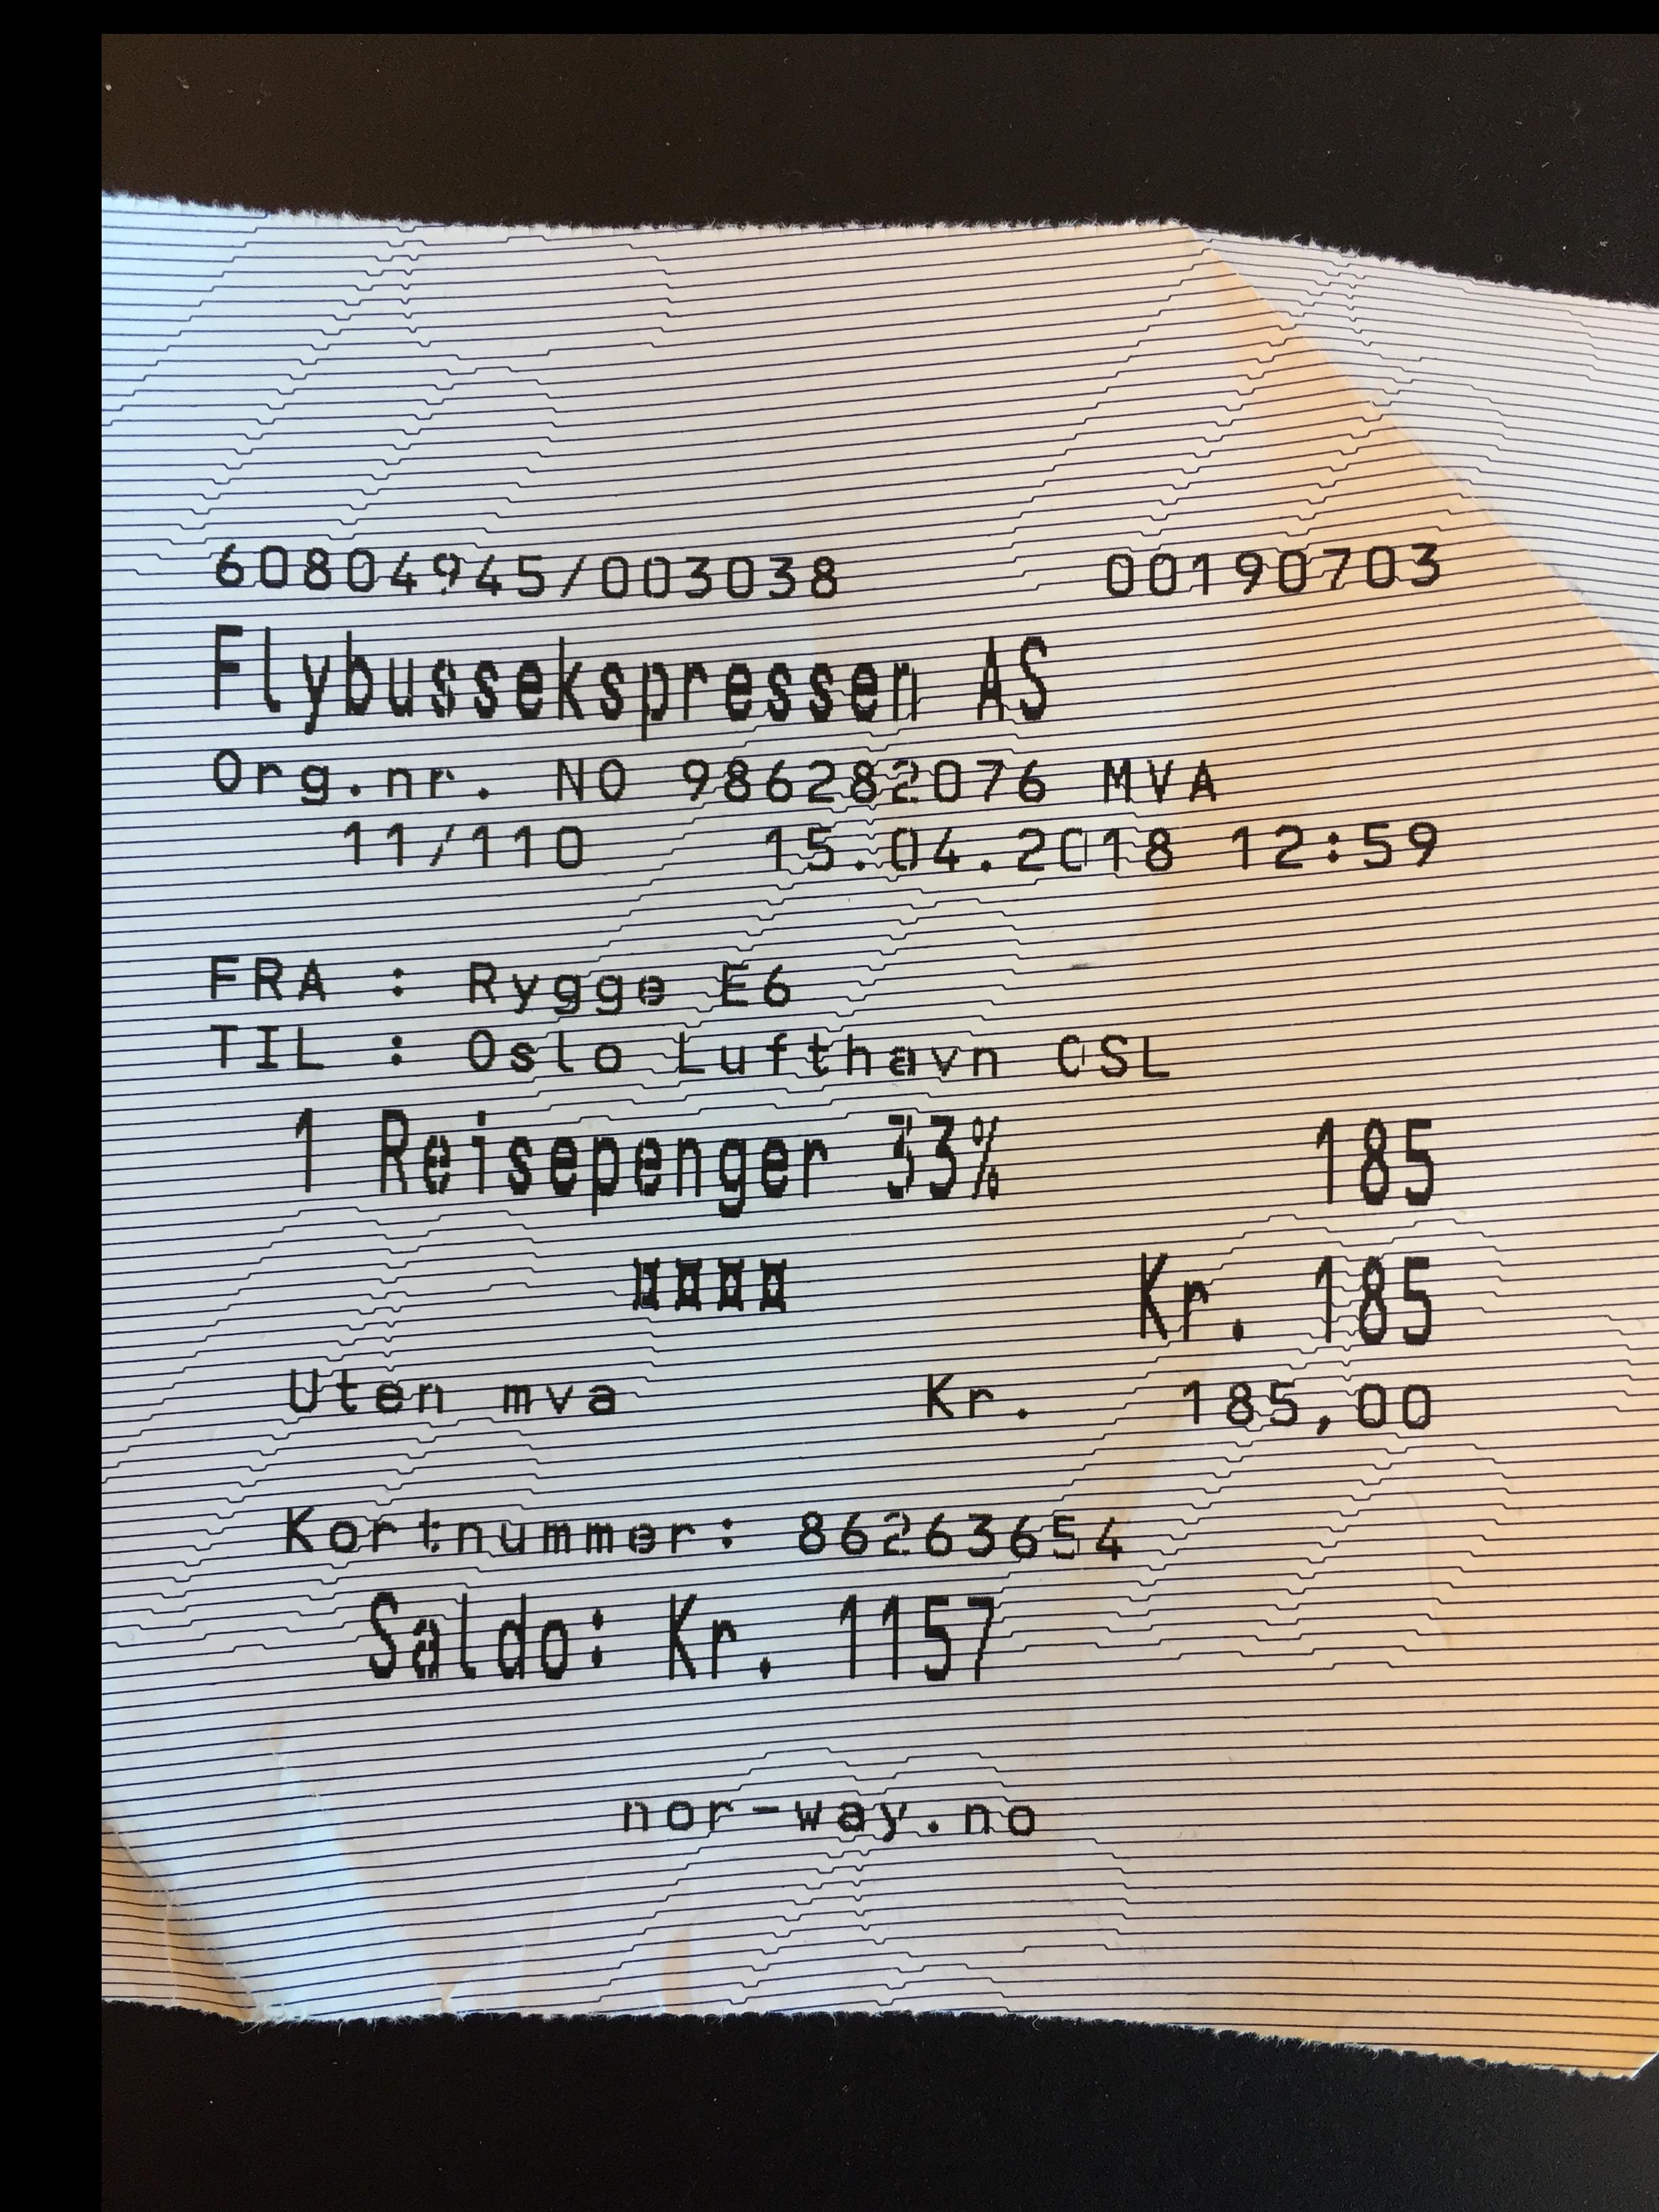 60804945/003038 00190703
Flybussekspressen AS
Org.nr. NO 986282076 MVA
11/110 15.04.2018 12:59
FRA : Rygge E6
TIL : Oslo Lufthavn OSL
1 Reisepenger 33% 185
¤¤¤¤ Kr. 185
Uten mva Kr. 185,00
Kortnummer: 86263654
Saldo: Kr. 1157
nor-way.no